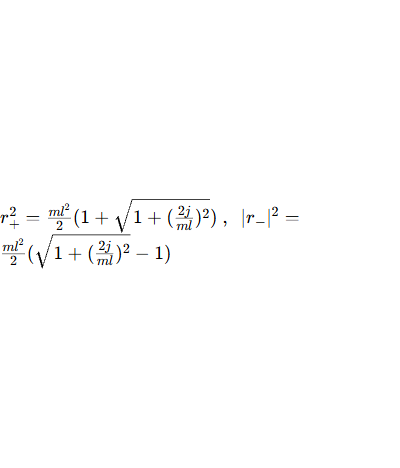 $r_+^2 = \frac{ml^2}{2}(1 + \sqrt{1 + (\frac{2j}{ml})^2})\ ,\ \ |r_-|^2 =$
$\frac{ml^2}{2}(\sqrt{1 + (\frac{2j}{ml})^2} - 1)$